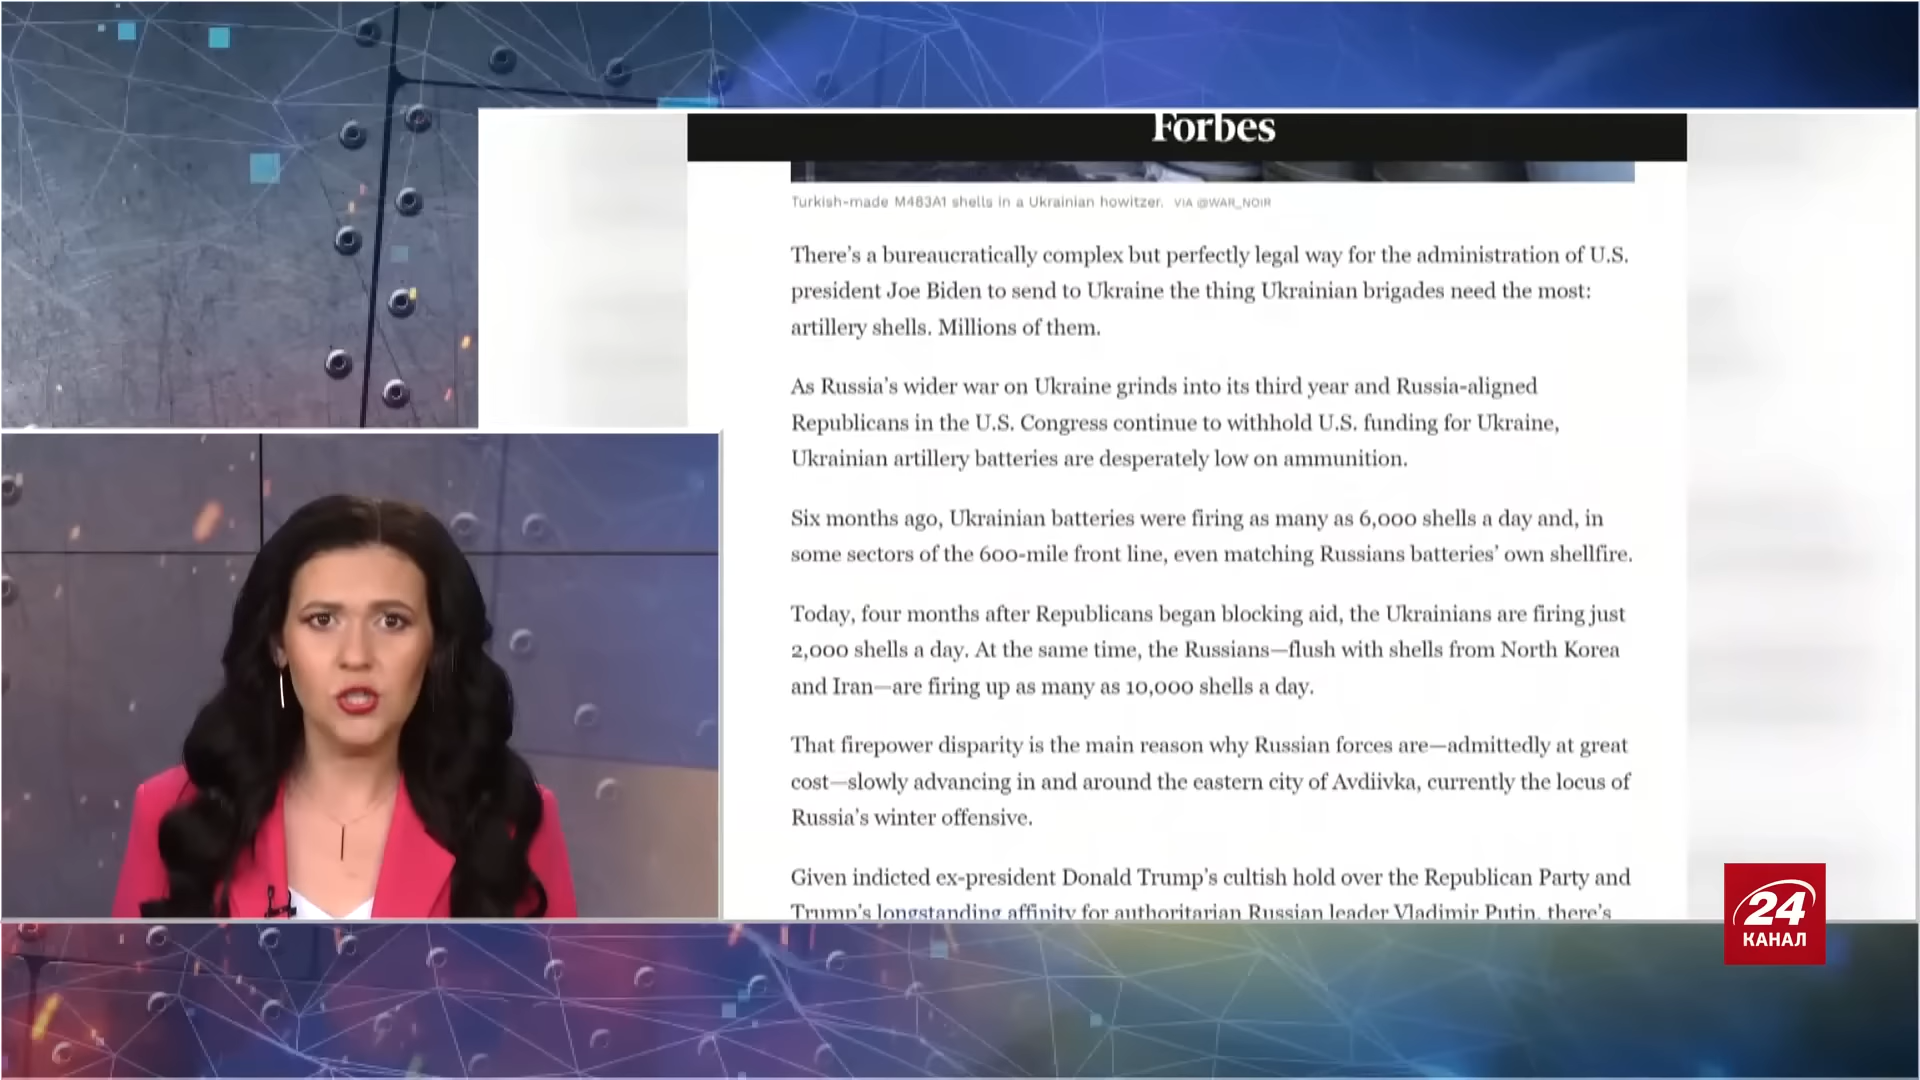 Forbes
Turkish-made M483A1 shells in a Ukrainian howitzer. VIA @WAR_NOIR
There's a bureaucratically complex but perfectly legal way for the administration of U.S.
president Joe Biden to send to Ukraine the thing Ukrainian brigades need the most:
artillery shells. Millions of them.
As Russia's wider war on Ukraine grinds into its third year and Russia-aligned
Republicans in the U.S. Congress continue to withhold U.S. funding for Ukraine,
Ukrainian artillery batteries are desperately low on ammunition.
Six months ago, Ukrainian batteries were firing as many as 6,000 shells a day and, in
some sectors of the 600-mile front line, even matching Russians batteries' own shellfire.
Today, four months after Republicans began blocking aid, the Ukrainians are firing just
2,000 shells a day. At the same time, the Russians—flush with shells from North Korea
and Iran—are firing up as many as 10,000 shells a day.
That firepower disparity is the main reason why Russian forces are—admittedly at great
cost—slowly advancing in and around the eastern city of Avdiivka, currently the locus of
Russia's winter offensive.
Given indicted ex-president Donald Trump's cultish hold over the Republican Party and
Trump's longstanding affinity for authoritarian Russian leader Vladimir Putin, there's
24
КАНАЛ